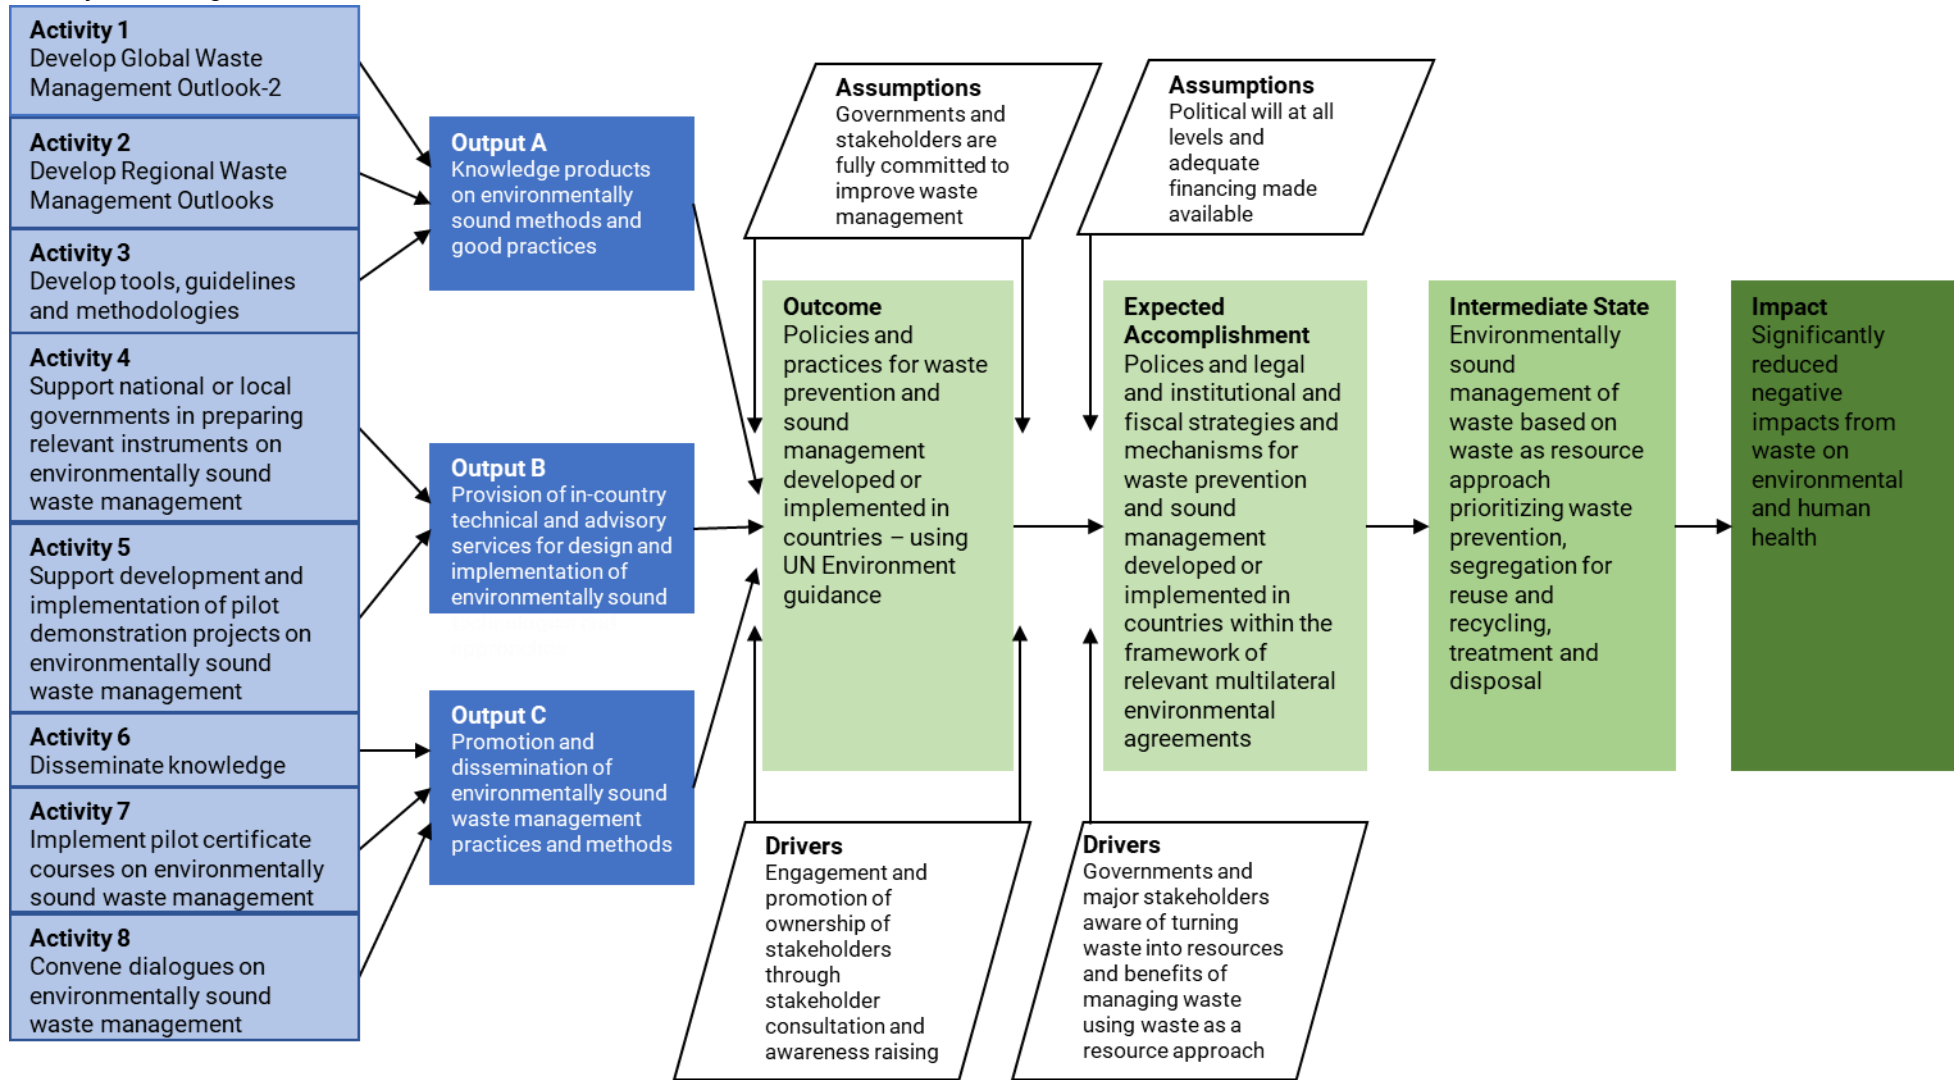 Activity 1
Develop Global Waste
Management Outlook-2
Activity 2
Develop Regional Waste
Management Outlooks
Activity 3
Develop tools, guidelines
and methodologies
Activity 4
Support national or local
governments in preparing
relevant instruments on
environmentally sound
waste management
Activity 5
Support development and
implementation of pilot
demonstration projects on
environmentally sound
waste management
Activity 6
Disseminate knowledge
Activity 7
Implement pilot certificate
courses on environmentally
sound waste management
Activity 8
Convene dialogues on
environmentally sound
waste management
Output A
Knowledge products
on environmentally
sound methods and
good practices
Output B
Provision of in-country
technical and advisory
services for design and
implementation of
environmentally sound
Output C
Promotion and
dissemination of
environmentally sound
waste management
practices and methods
Assumptions
Governments and
stakeholders are
fully committed to
improve waste
management
Outcome
Policies and
practices for waste
prevention and
sound
management
developed or
implemented in
countries – using
UN Environment
guidance
Drivers
Engagement and
promotion of
ownership of
stakeholders
through
stakeholder
consultation and
awareness raising
Assumptions
Political will at all
levels and
adequate
financing made
available
Expected
Accomplishment
Polices and legal
and institutional and
fiscal strategies and
mechanisms for
waste prevention
and sound
management
developed or
implemented in
countries within the
framework of
relevant multilateral
environmental
agreements
Drivers
Governments and
major stakeholders
aware of turning
waste into resources
and benefits of
managing waste
using waste as a
resource approach
Intermediate State
Environmentally
sound
management of
waste based on
waste as resource
approach
prioritizing waste
prevention,
segregation for
reuse and
recycling,
treatment and
disposal
Impact
Significantly
reduced
negative
impacts from
waste on
environmental
and human
health